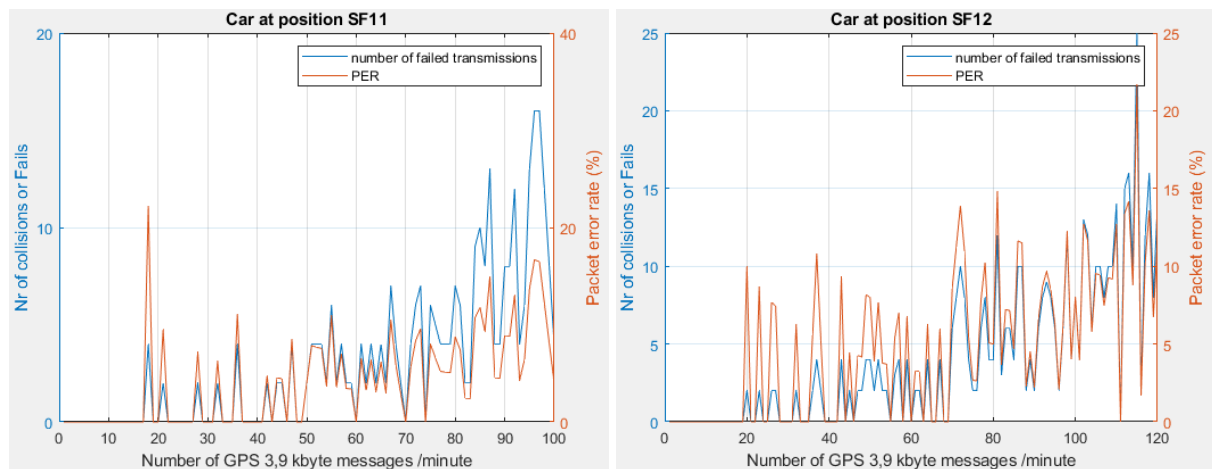 Car at position SF11
20
10
0
Nr of collisions or Fails
40
20
0
Packet error rate (%)
number of failed transmissions
PER
0 10 20 30 40 50 60 70 80 90 100
Number of GPS 3,9 kbyte messages /minute
Car at position SF12
25
20
15
10
5
0
Nr of collisions or Fails
25
20
15
10
5
0
Packet error rate (%)
number of failed transmissions
PER
0 20 40 60 80 100 120
Number of GPS 3,9 kbyte messages /minute